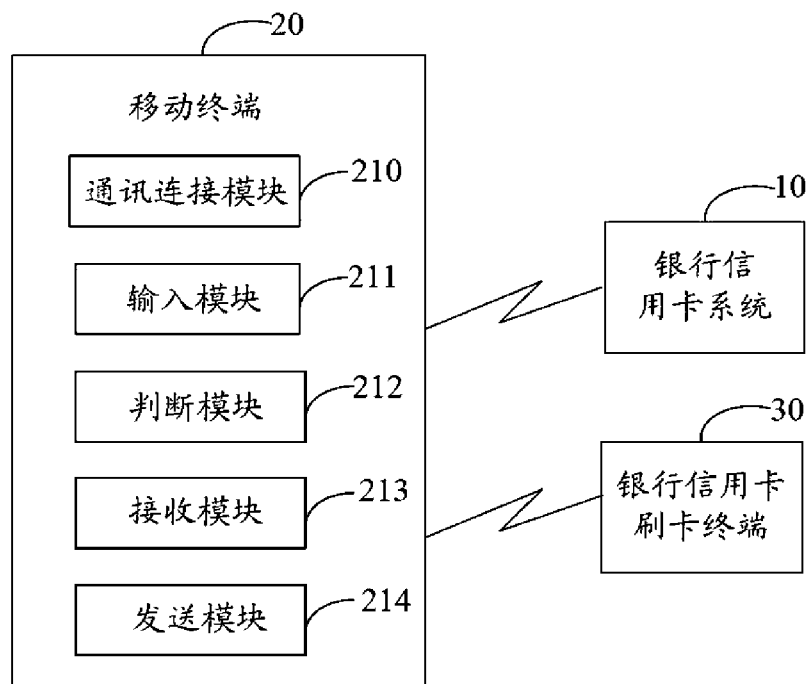 20
移动终端
通讯连接模块
210
输入模块
211
判断模块
212
接收模块
213
发送模块
214
10
银行信
用卡系统
30
银行信用卡
刷卡终端